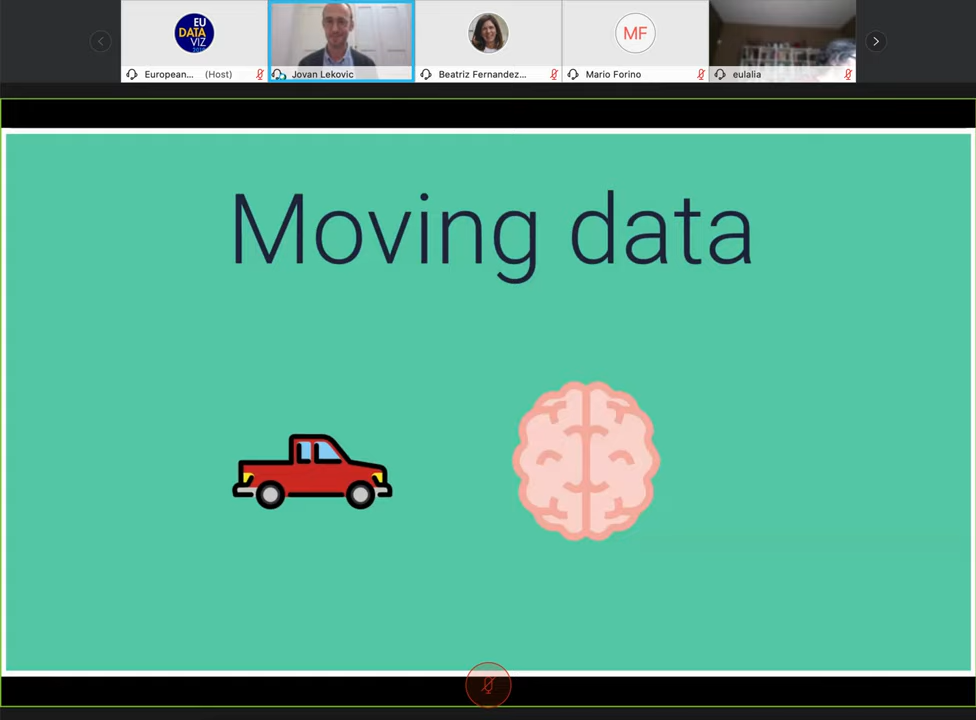 EU
DATA
VIZ
European... (Host)
Jovan Lekovic
Beatriz Fernandez...
MF
Mario Forino
eulalia
Moving data